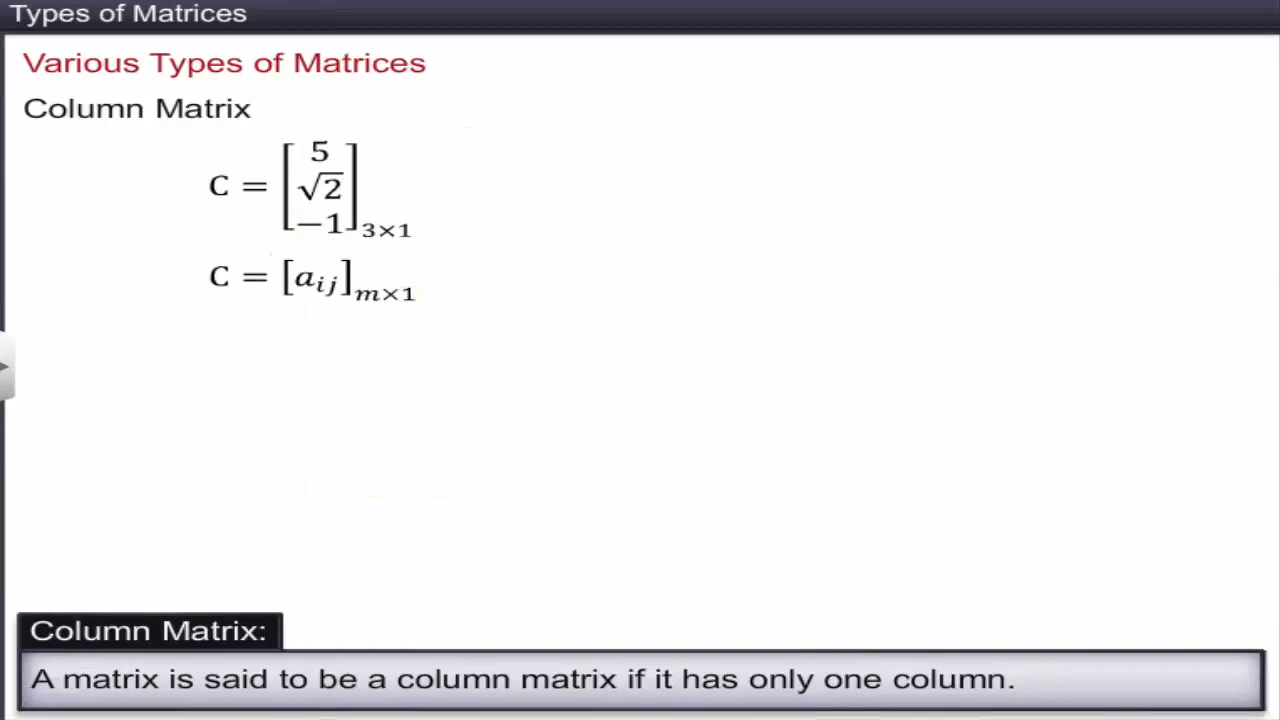 Types of Matrices
Various Types of Matrices
Column Matrix
C = [5
√2
−1]₃×₁
C = [aᵢⱼ]ₘ×₁
Column Matrix:
A matrix is said to be a column matrix if it has only one column.